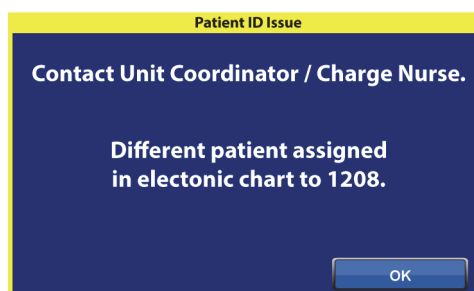 Patient ID Issue
Contact Unit Coordinator / Charge Nurse.
Different patient assigned
in electonic chart to 1208.
OK